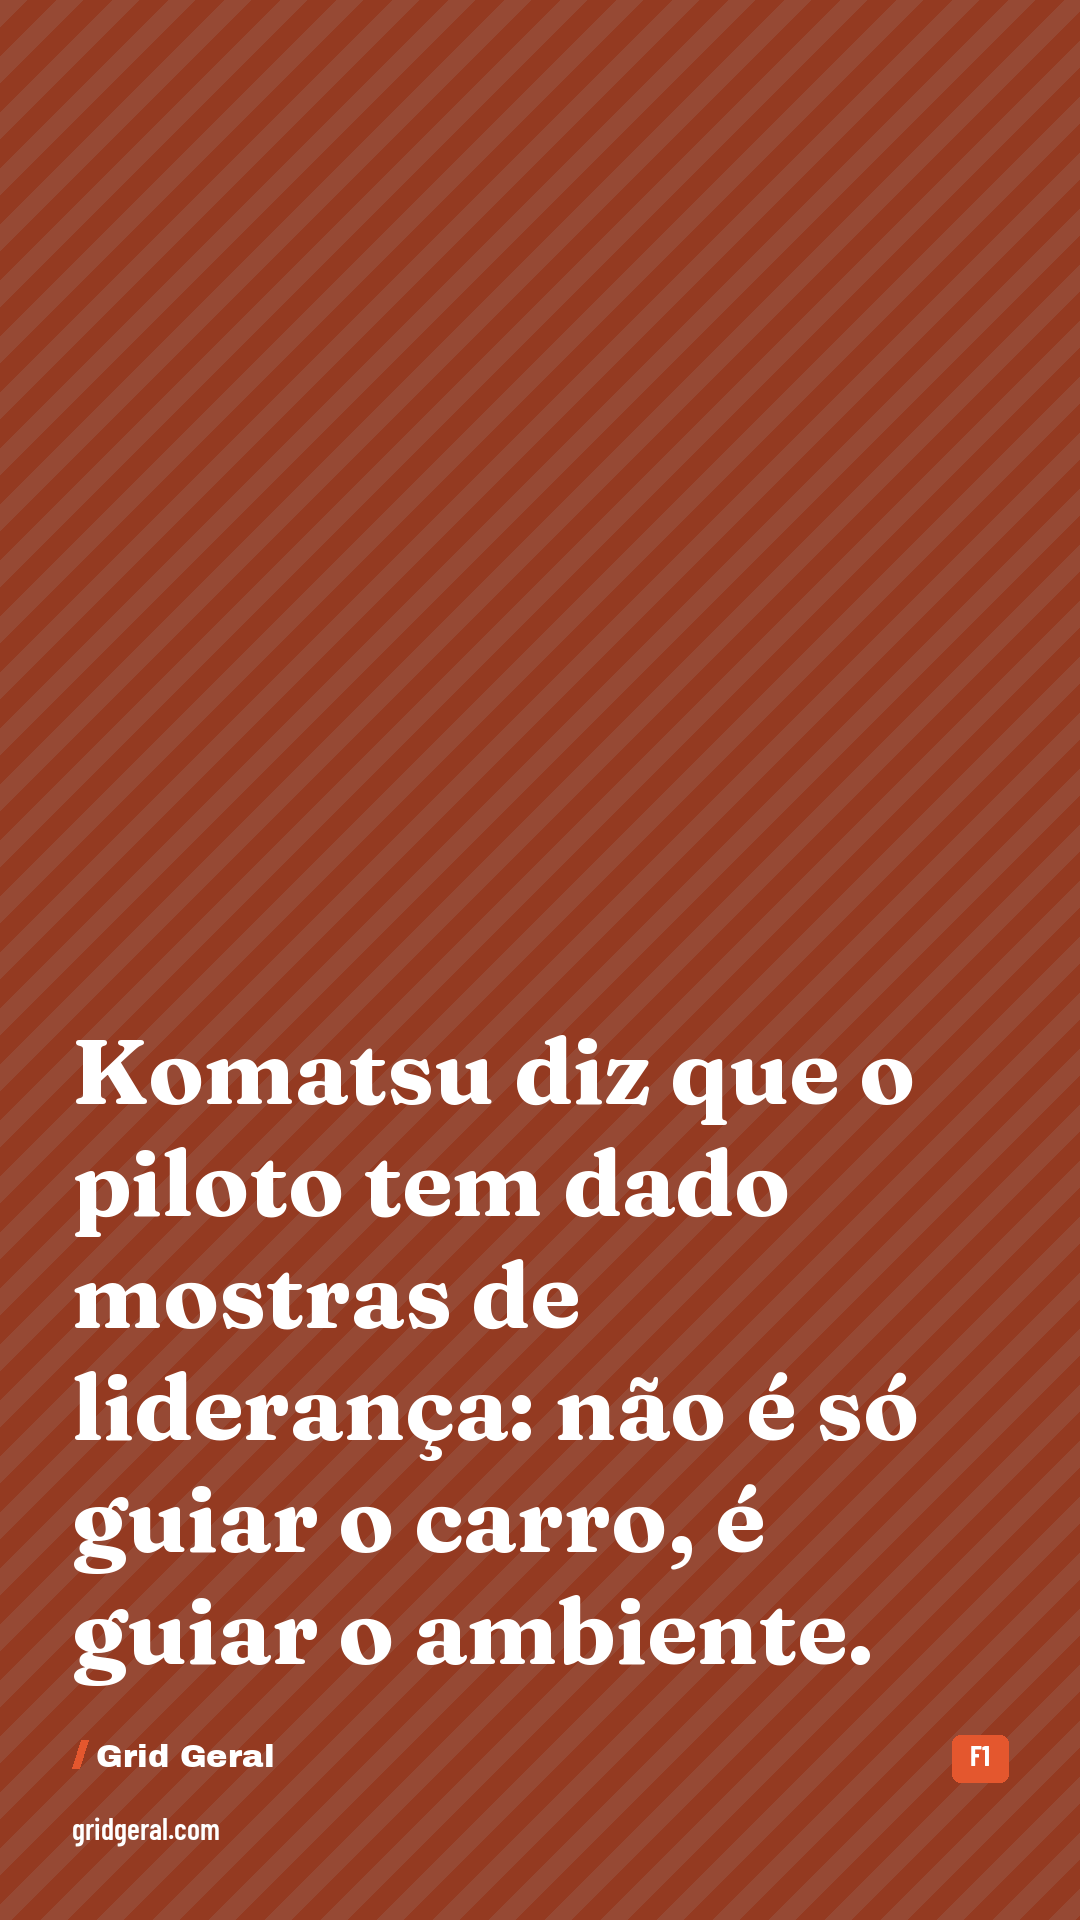 Komatsu diz que o
piloto tem dado
mostras de
liderança: não é só
guiar o carro, é
guiar o ambiente.
/ Grid Geral
F1
gridgeral.com